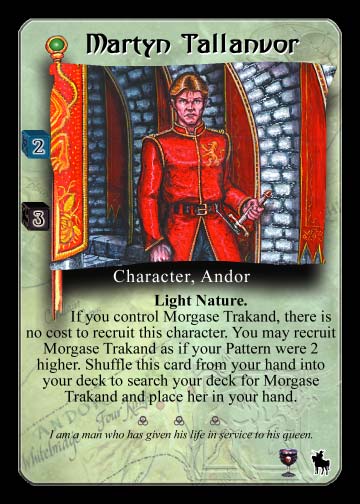 Martyn Tallanvor
2
3
Character, Andor
Light Nature.
If you control Morgase Trakand, there is
no cost to recruit this character. You may recruit
Morgase Trakand as if your Pattern were 2
higher. Shuffle this card from your hand into
your deck to search your deck for Morgase
Trakand and place her in your hand.
I am a man who has given his life in service to his queen.